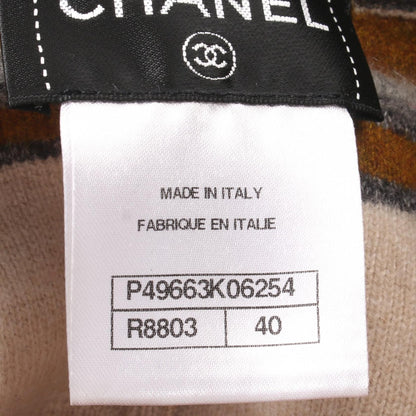 CHANEL
MADE IN ITALY
FABRIQUE EN ITALIE
P49663K06254
R8803 40